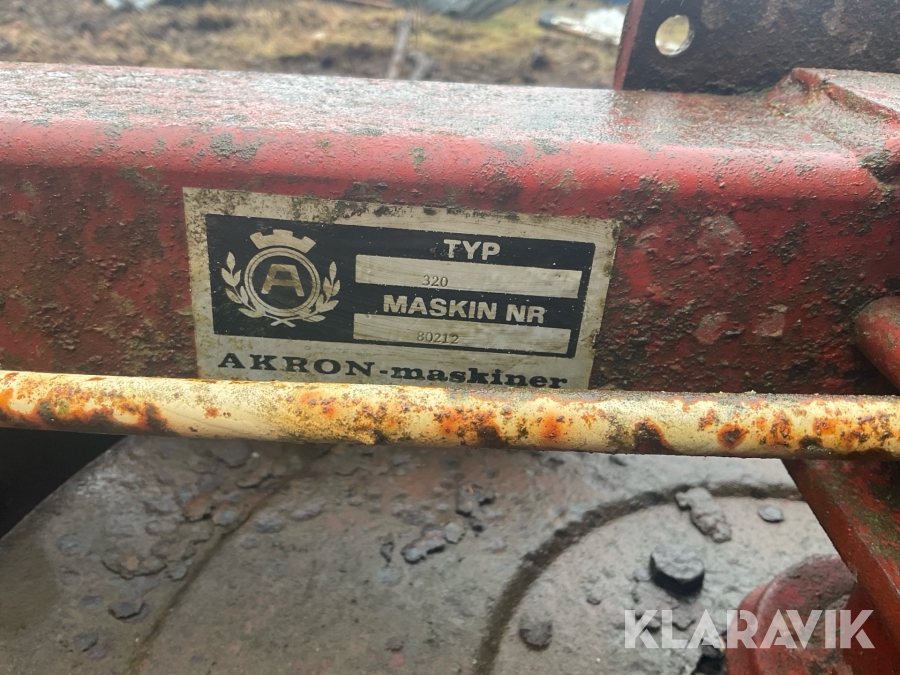 TYP
320
MASKIN NR
80212
A
AKRON-maskiner
KLARAVIK